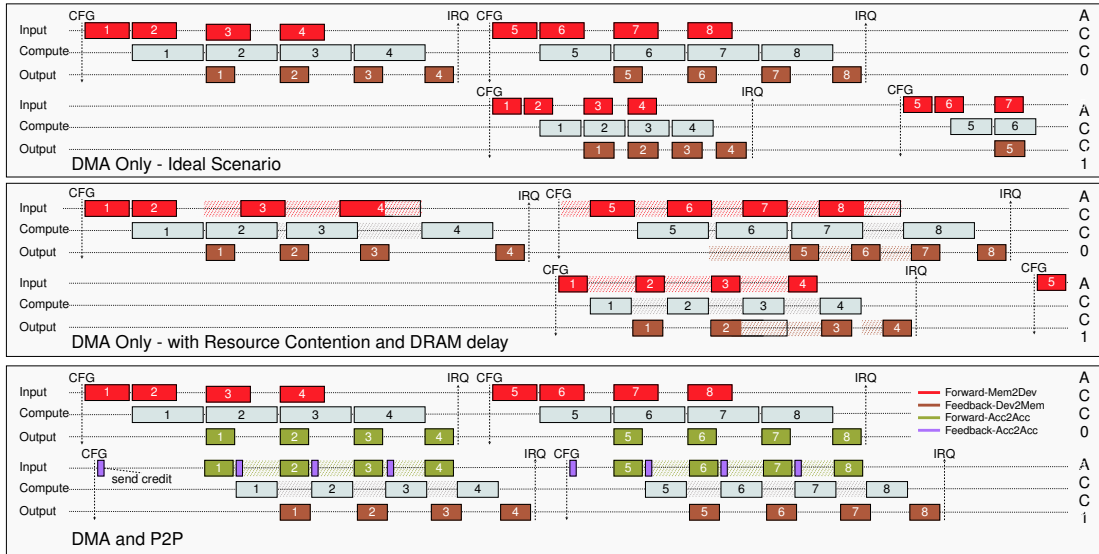 CFG IRQ CFG IRQ
Input 1 2 3 4 5 6 7 8
Compute 1 2 3 4 5 6 7 8
Output 1 2 3 4 5 6 7 8
ACC0
CFG IRQ CFG
Input 1 2 3 4 5 6 7
Compute 1 2 3 4 5 6
Output 1 2 3 4 5
ACC1
DMA Only - Ideal Scenario
CFG IRQ CFG IRQ
Input 1 2 3 4 5 6 7 8
Compute 1 2 3 4 5 6 7 8
Output 1 2 3 4 5 6 7 8
ACC0
CFG IRQ CFG
Input 1 2 3 4 5
Compute 1 2 3 4
Output 1 2 3 4
ACC1
DMA Only - with Resource Contention and DRAM delay
CFG IRQ CFG IRQ
Input 1 2 3 4 5 6 7 8
Compute 1 2 3 4 5 6 7 8
Output 1 2 3 4 5 6 7 8
ACC0
Forward-Mem2Dev
Feedback-Dev2Mem
Forward-Acc2Acc
Feedback-Acc2Acc
CFG IRQ CFG IRQ
Input 1 2 3 4 5 6 7 8
send credit
Compute 1 2 3 4 5 6 7 8
Output 1 2 3 4 5 6 7 8
ACCi
DMA and P2P